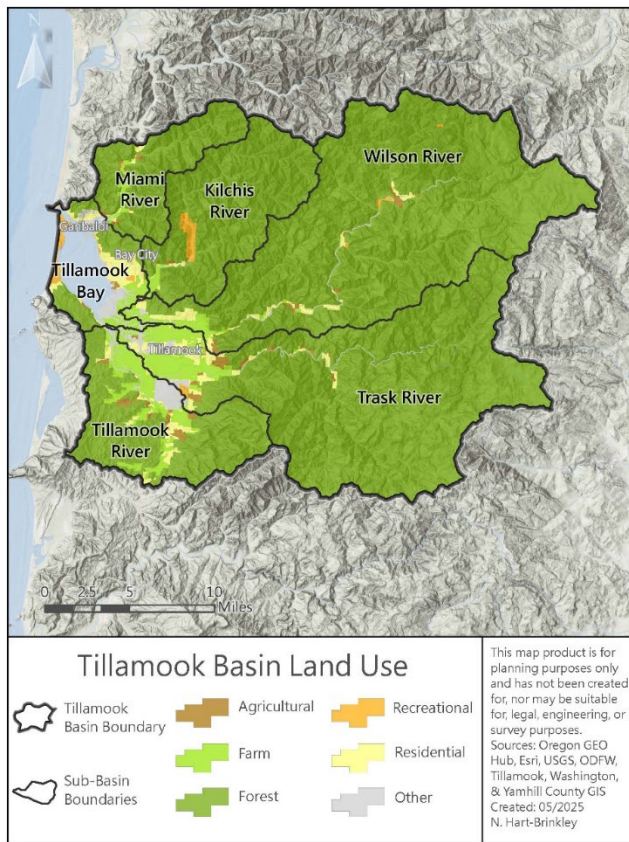 Miami
River
Kilchis
River
Wilson River
Garibaldi
Bay City
Tillamook
Bay
Tillamook
Trask River
Tillamook
River
0 2.5 5 10
Miles
Tillamook Basin Land Use
Tillamook
Basin Boundary
Sub-Basin
Boundaries
Agricultural
Farm
Forest
Recreational
Residential
Other
This map product is for
planning purposes only
and has not been created
for, nor may be suitable
for, legal, engineering, or
survey purposes.
Sources: Oregon GEO
Hub, Esri, USGS, ODFW,
Tillamook, Washington,
& Yamhill County GIS
Created: 05/2025
N. Hart-Brinkley